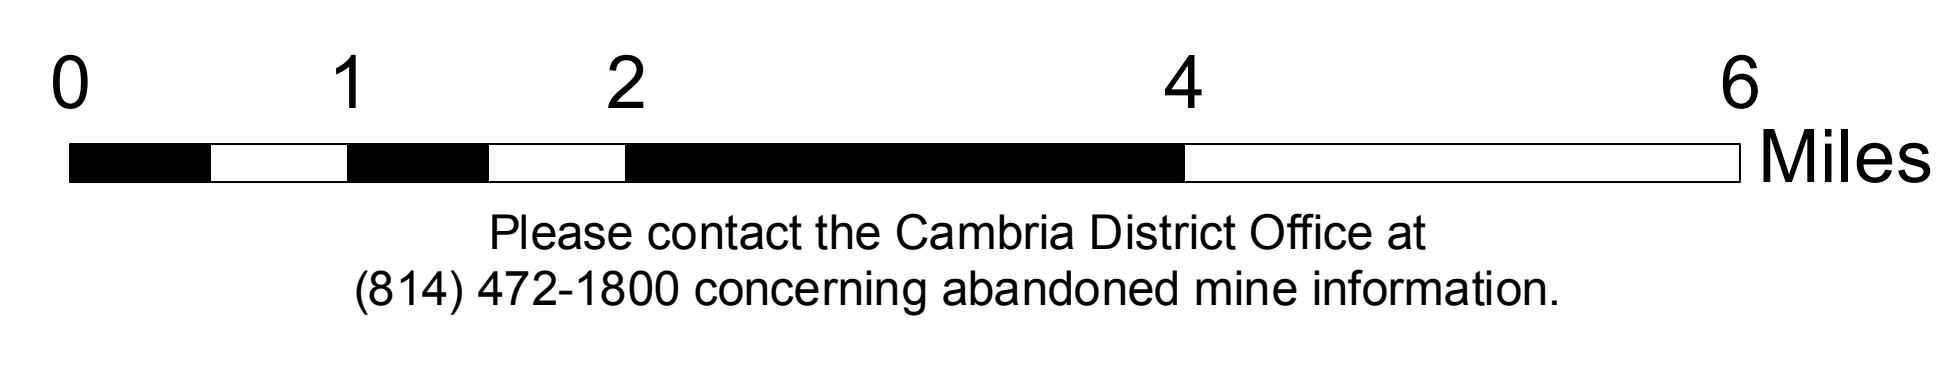 0 1 2 4 6
Miles
Please contact the Cambria District Office at
(814) 472-1800 concerning abandoned mine information.